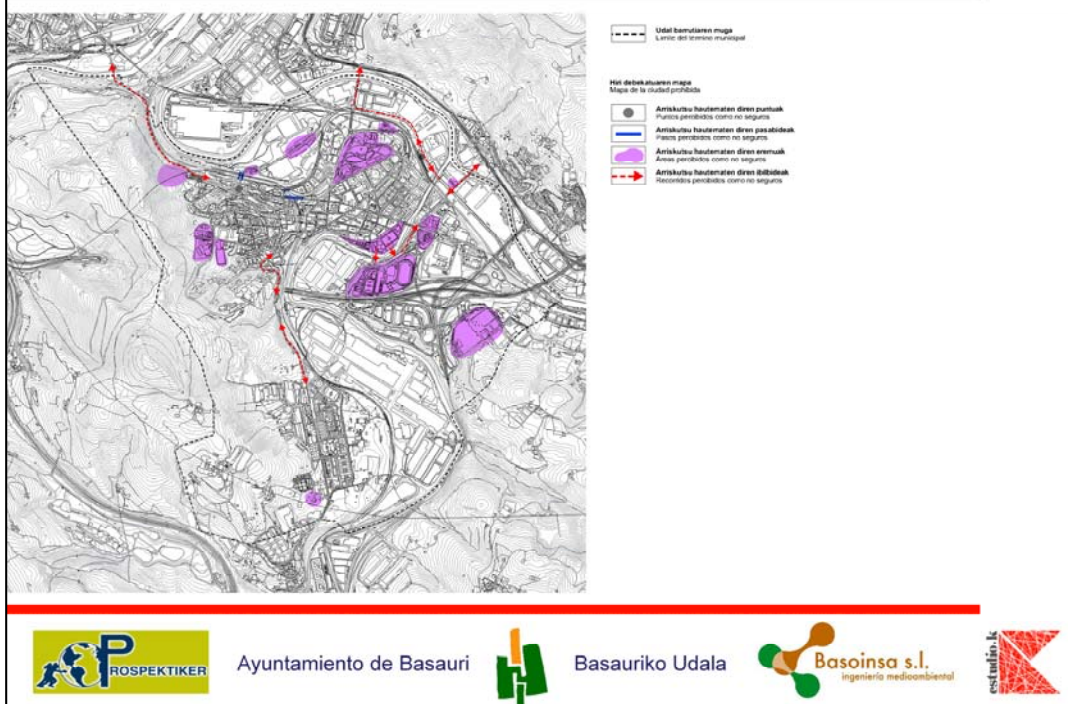 Udal barrutiaren muga
Límite del término municipal
Hiri debekatuaren mapa
Mapa de la ciudad prohibida
Arriskutsu hautematen diren puntuak
Puntos percibidos como no seguros
Arriskutsu hautematen diren pasabideak
Pasos percibidos como no seguros
Arriskutsu hautematen diren eremuak
Áreas percibidos como no seguros
Arriskutsu hautematen diren ibilbideak
Recorridos percibidos como no seguros
PROSPEKTIKER
Ayuntamiento de Basauri
Basauriko Udala
Basoinsa s.l.
ingeniería medioambiental
estudio.k